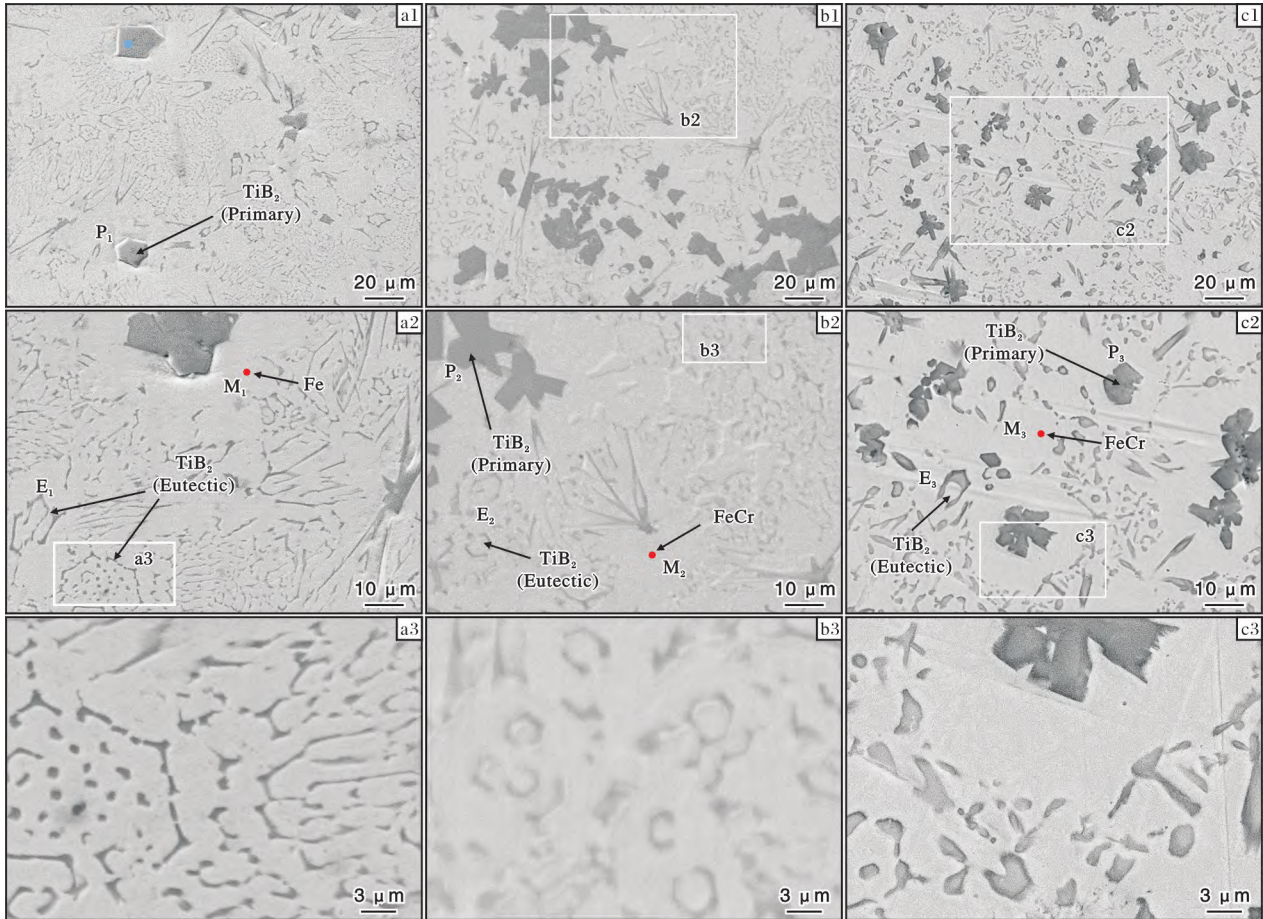 a1
TiB₂
(Primary)
P₁
20 μm
b1
b2
20 μm
c1
c2
20 μm
a2
M₁
Fe
TiB₂
(Eutectic)
E₁
a3
10 μm
b2
b3
P₂
TiB₂
(Primary)
E₂
FeCr
TiB₂
(Eutectic)
M₂
10 μm
c2
TiB₂
(Primary)
P₃
M₃
FeCr
E₃
TiB₂
(Eutectic)
c3
10 μm
a3
3 μm
b3
3 μm
c3
3 μm